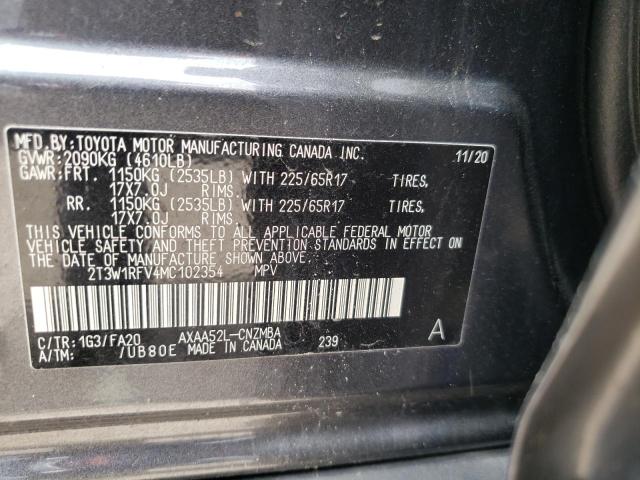 MFD.BY:TOYOTA MOTOR MANUFACTURING CANADA INC.
GVWR:2090KG (4610LB) 11/20
GAWR:FRT. 1150KG (2535LB) WITH 225/65R17 TIRES,
17X7.0J RIMS.
RR. 1150KG (2535LB) WITH 225/65R17 TIRES,
17X7.0J RIMS.
THIS VEHICLE CONFORMS TO ALL APPLICABLE FEDERAL MOTOR
VEHICLE SAFETY AND THEFT PREVENTION STANDARDS IN EFFECT ON
THE DATE OF MANUFACTURE SHOWN ABOVE.
2T3W1RFV4MC102354 MPV
C/TR:1G3/FA20 AXAA52L-CNZMBA A
A/TM: /UB80E MADE IN CANADA 239